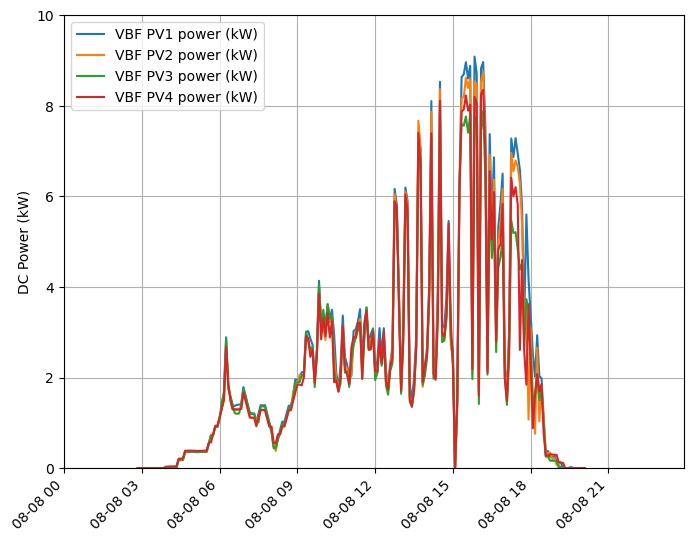 10
8
6
4
2
0
DC Power (kW)
VBF PV1 power (kW)
VBF PV2 power (kW)
VBF PV3 power (kW)
VBF PV4 power (kW)
08-08 00
08-08 03
08-08 06
08-08 09
08-08 12
08-08 15
08-08 18
08-08 21